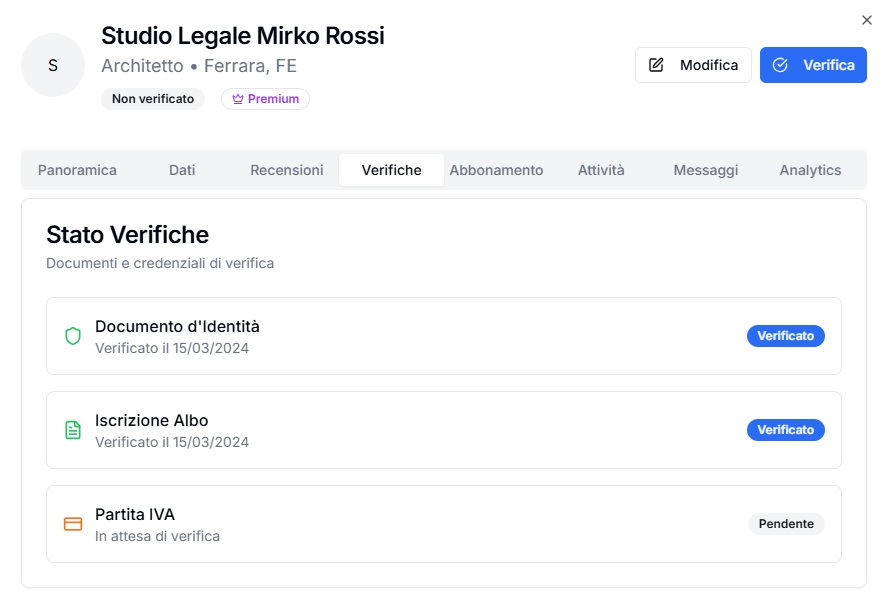 Studio Legale Mirko Rossi
S
Architetto • Ferrara, FE
Modifica
Verifica
Non verificato
Premium
Panoramica Dati Recensioni Verifiche Abbonamento Attività Messaggi Analytics
Stato Verifiche
Documenti e credenziali di verifica
Documento d'Identità
Verificato il 15/03/2024
Verificato
Iscrizione Albo
Verificato il 15/03/2024
Verificato
Partita IVA
In attesa di verifica
Pendente